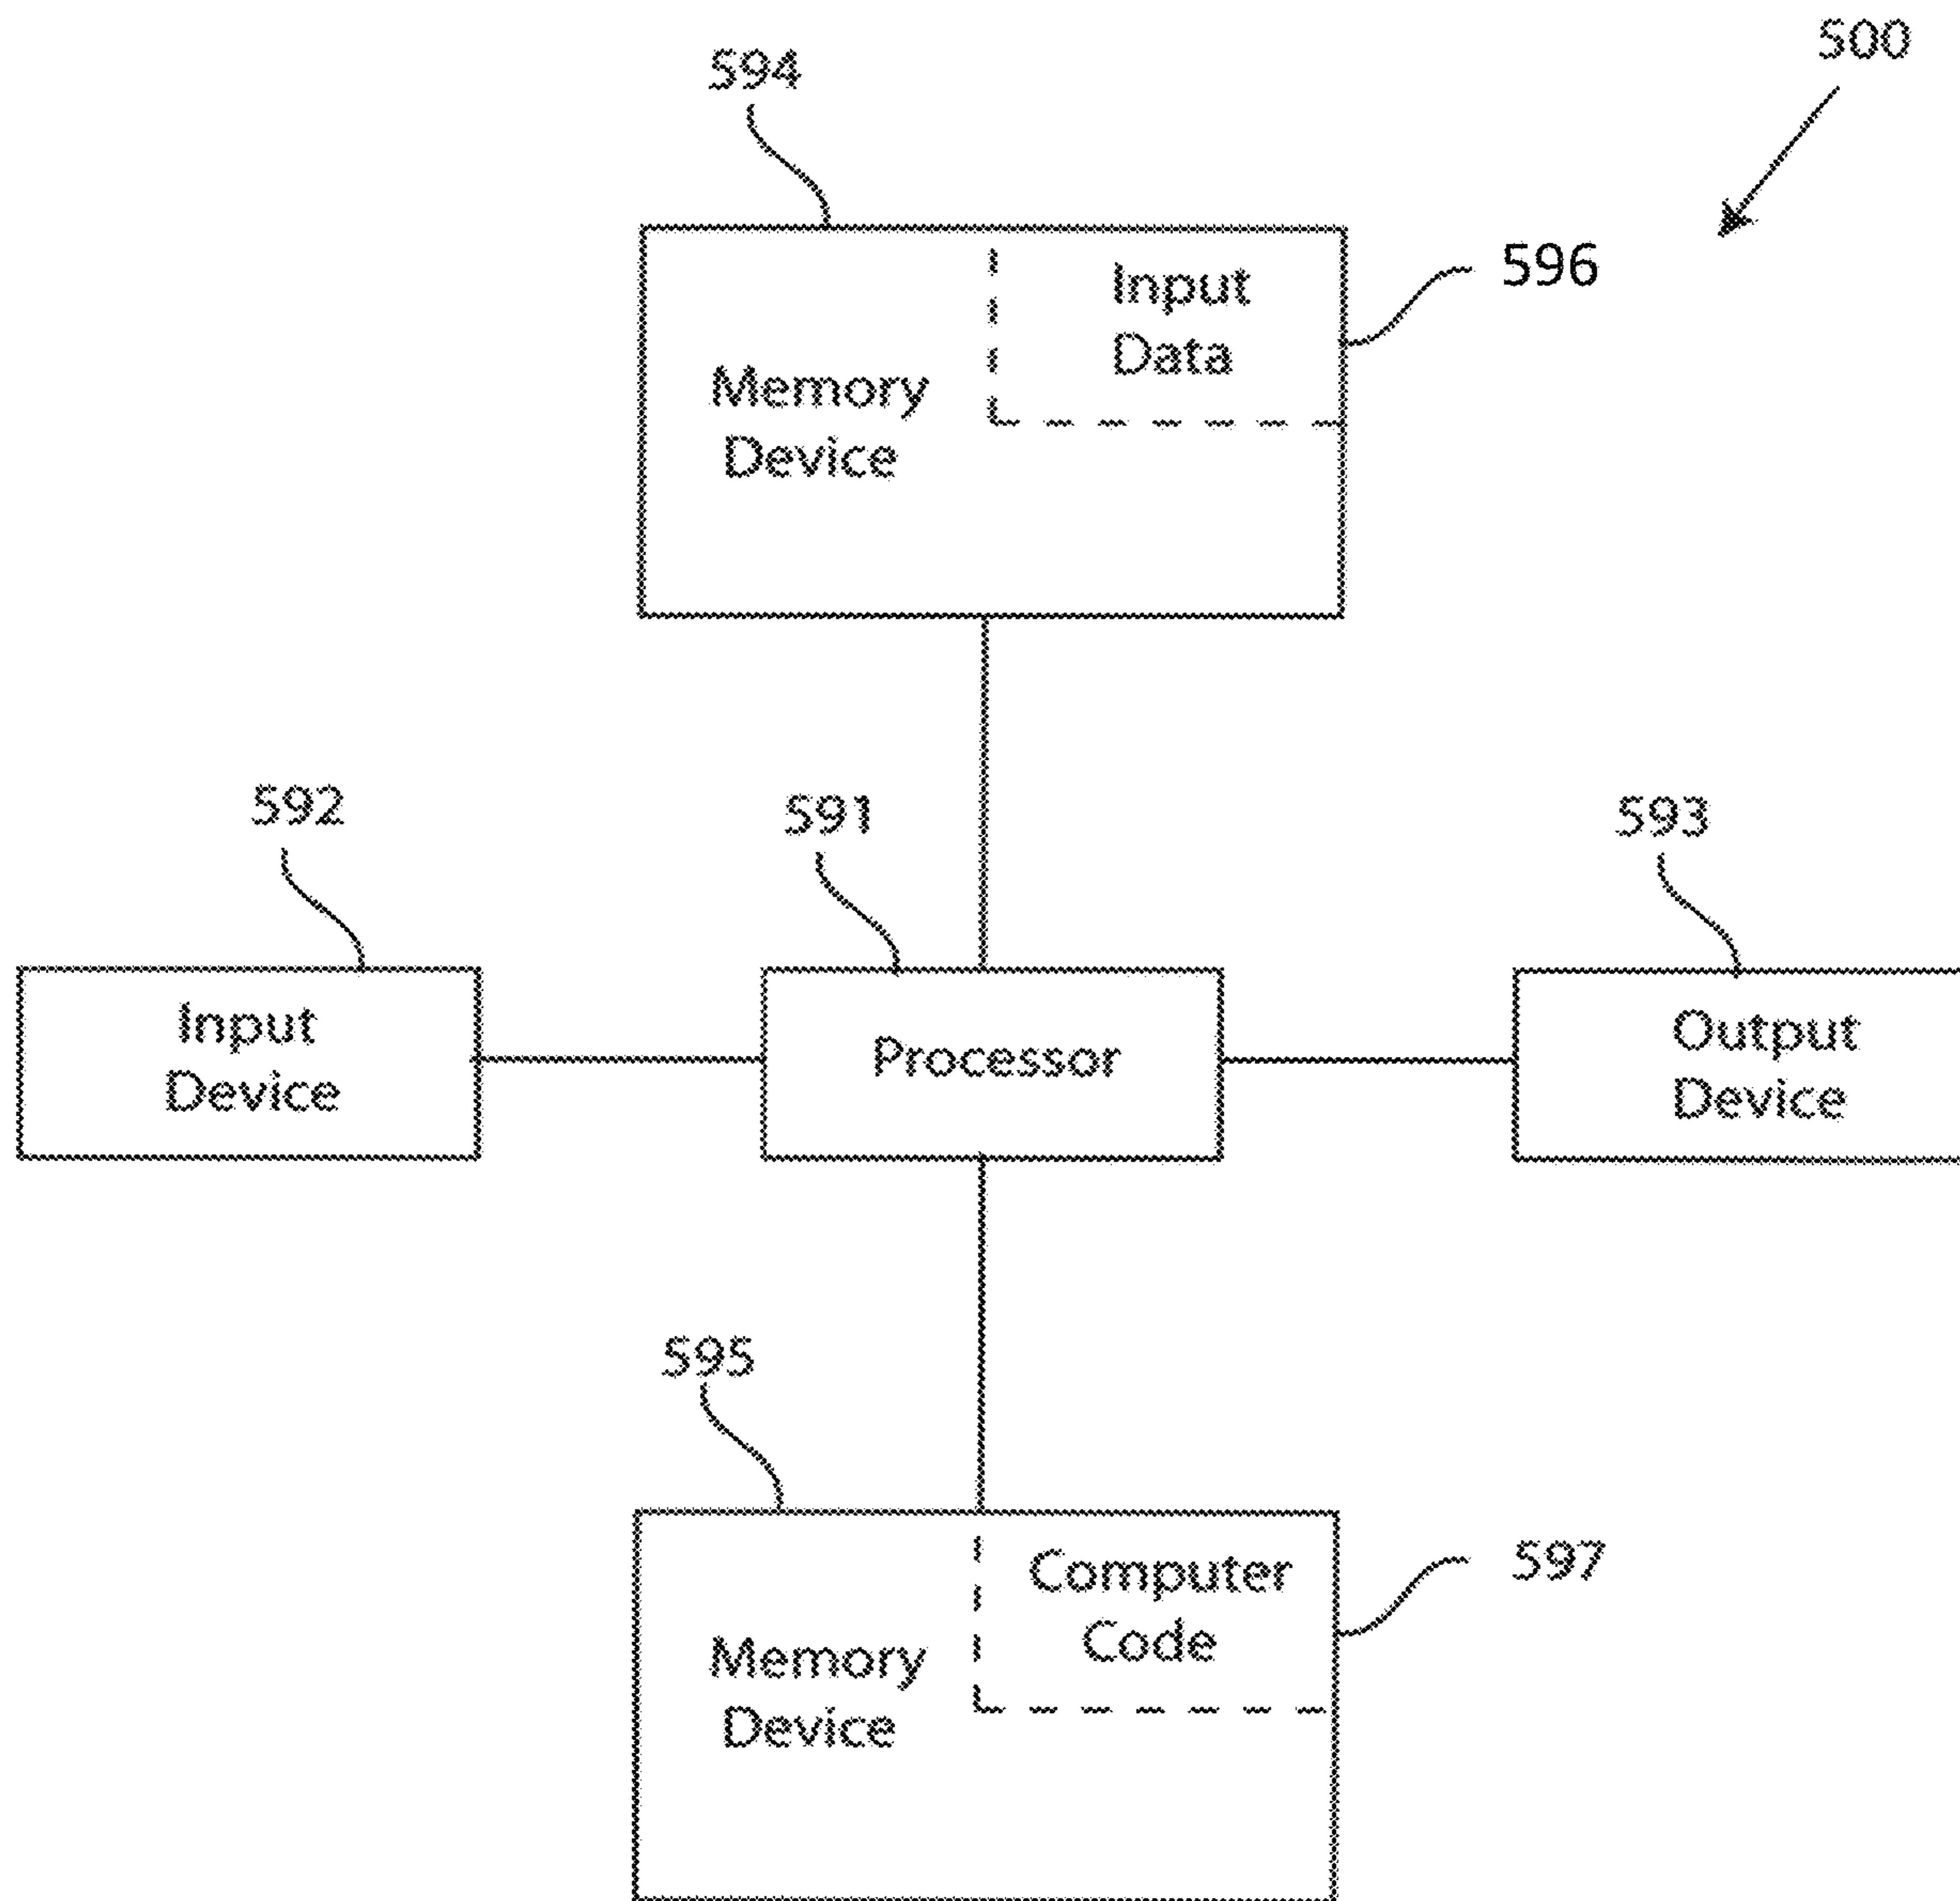 500
594
596
Input
Data
Memory
Device
592
591
593
Input
Device
Processor
Output
Device
595
597
Computer
Code
Memory
Device